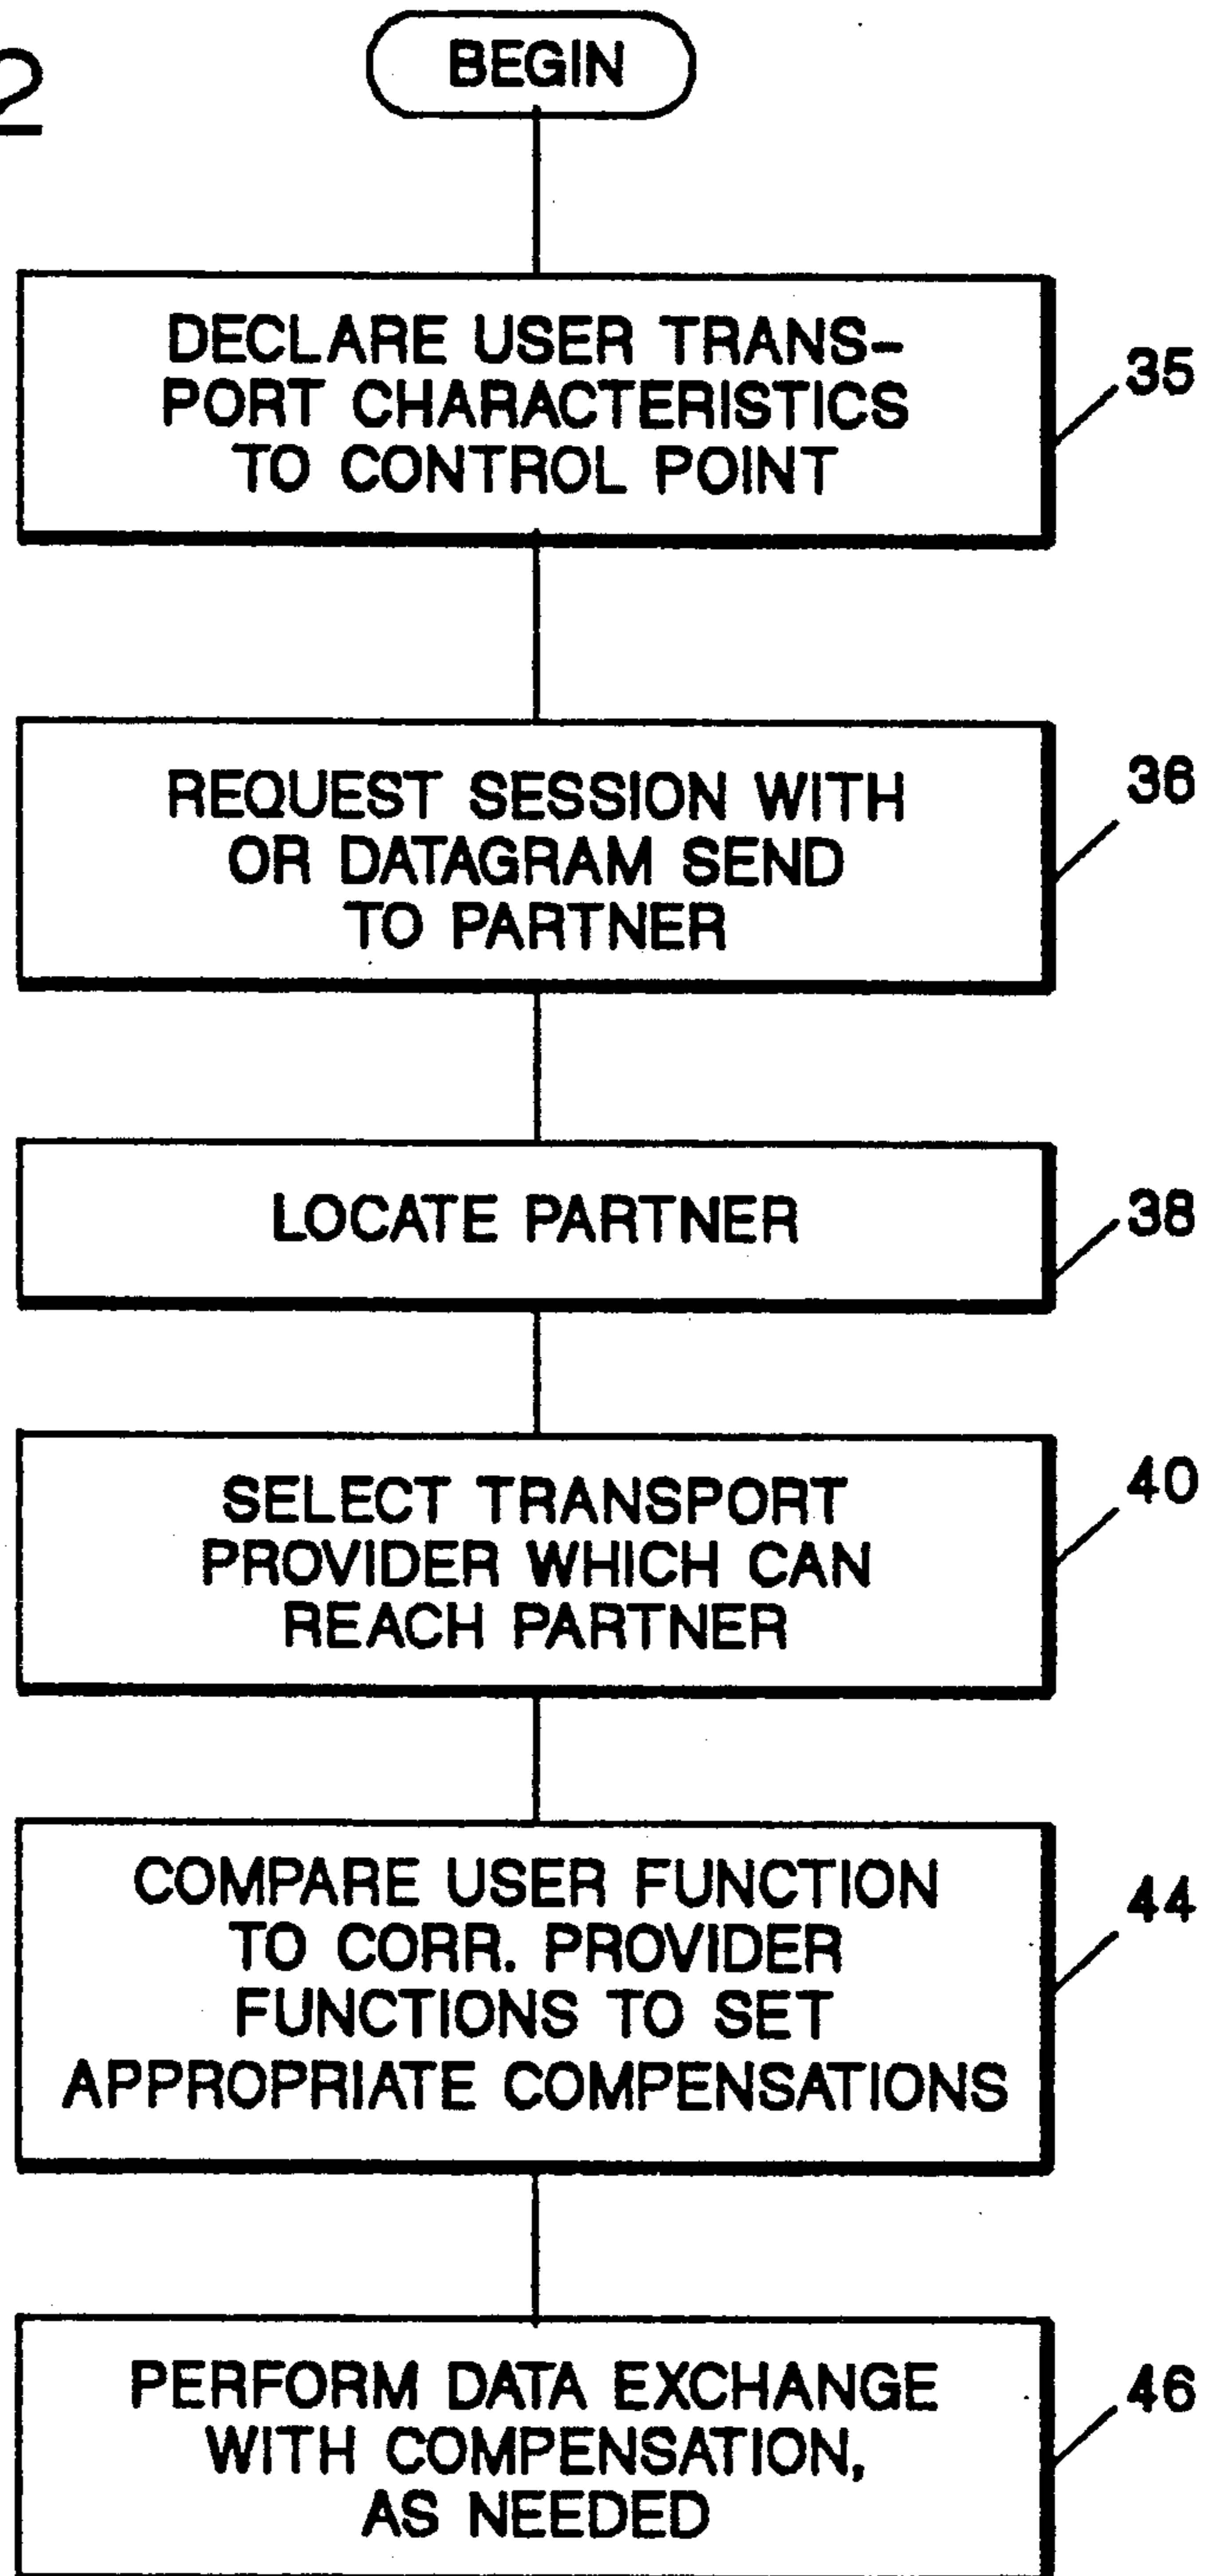 2
BEGIN
DECLARE USER TRANS-
PORT CHARACTERISTICS
TO CONTROL POINT
35
REQUEST SESSION WITH
OR DATAGRAM SEND
TO PARTNER
36
LOCATE PARTNER
38
SELECT TRANSPORT
PROVIDER WHICH CAN
REACH PARTNER
40
COMPARE USER FUNCTION
TO CORR. PROVIDER
FUNCTIONS TO SET
APPROPRIATE COMPENSATIONS
44
PERFORM DATA EXCHANGE
WITH COMPENSATION,
AS NEEDED
46